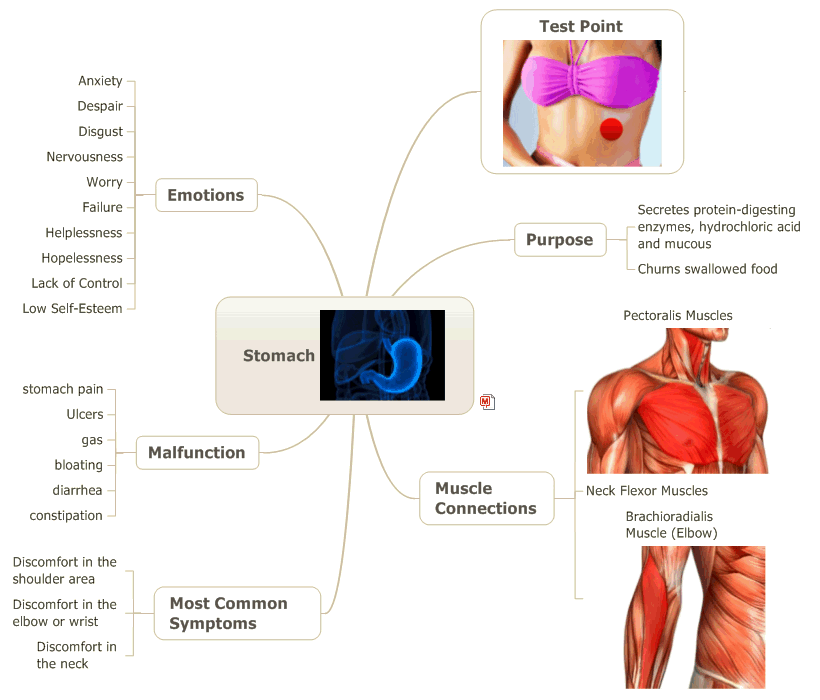 Test Point
Anxiety
Despair
Disgust
Nervousness
Worry
Failure
Helplessness
Hopelessness
Lack of Control
Low Self-Esteem
Emotions
Purpose
Secretes protein-digesting
enzymes, hydrochloric acid
and mucous
Churns swallowed food
Stomach
M
stomach pain
Ulcers
gas
bloating
diarrhea
constipation
Malfunction
Muscle
Connections
Pectoralis Muscles
Neck Flexor Muscles
Brachioradialis
Muscle (Elbow)
Discomfort in the
shoulder area
Discomfort in the
elbow or wrist
Discomfort in
the neck
Most Common
Symptoms